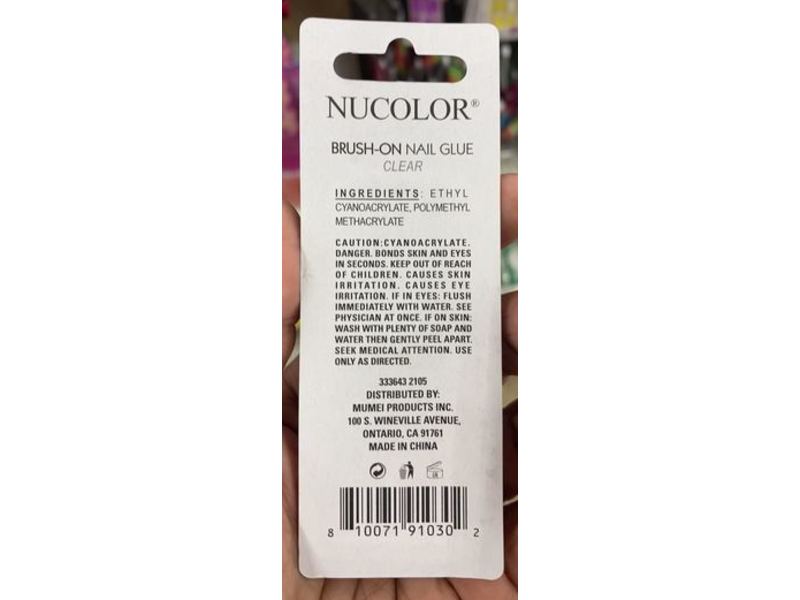 NUCOLOR®
BRUSH-ON NAIL GLUE
CLEAR
INGREDIENTS: ETHYL
CYANOACRYLATE, POLYMETHYL
METHACRYLATE
CAUTION:CYANOACRYLATE.
DANGER. BONDS SKIN AND EYES
IN SECONDS. KEEP OUT OF REACH
OF CHILDREN. CAUSES SKIN
IRRITATION. CAUSES EYE
IRRITATION. IF IN EYES: FLUSH
IMMEDIATELY WITH WATER. SEE
PHYSICIAN AT ONCE. IF ON SKIN:
WASH WITH PLENTY OF SOAP AND
WATER THEN GENTLY PEEL APART.
SEEK MEDICAL ATTENTION. USE
ONLY AS DIRECTED.
333643 2105
DISTRIBUTED BY:
MUMEI PRODUCTS INC.
100 S. WINEVILLE AVENUE,
ONTARIO, CA 91761
MADE IN CHINA
8 10071 91030 2